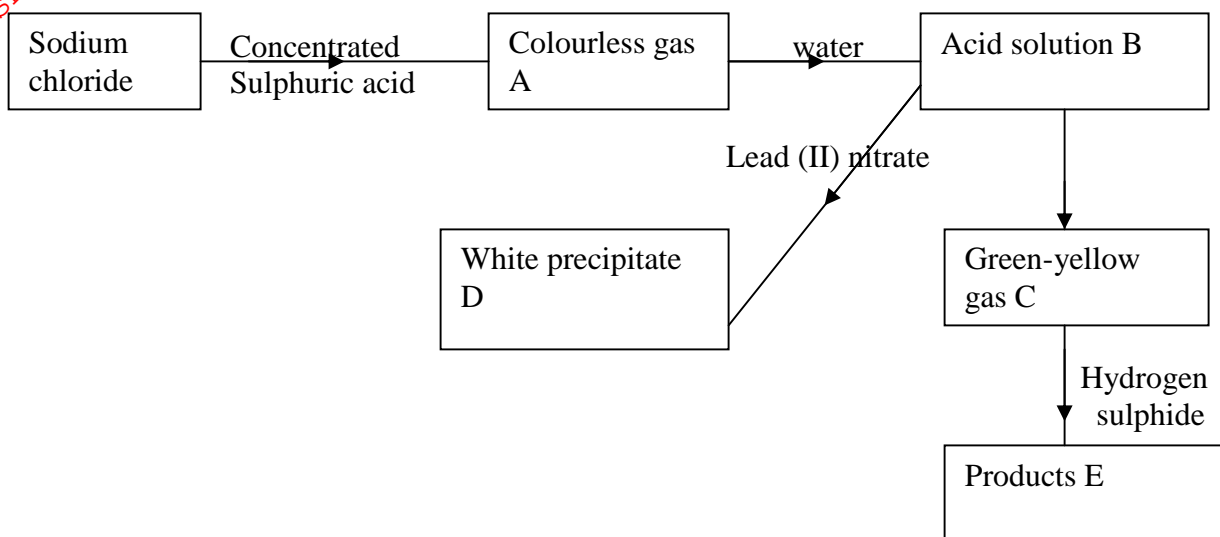 Sodium
chloride
Concentrated
Sulphuric acid
Colourless gas
A
water
Acid solution B
Lead (II) nitrate
White precipitate
D
Green-yellow
gas C
Hydrogen
sulphide
Products E